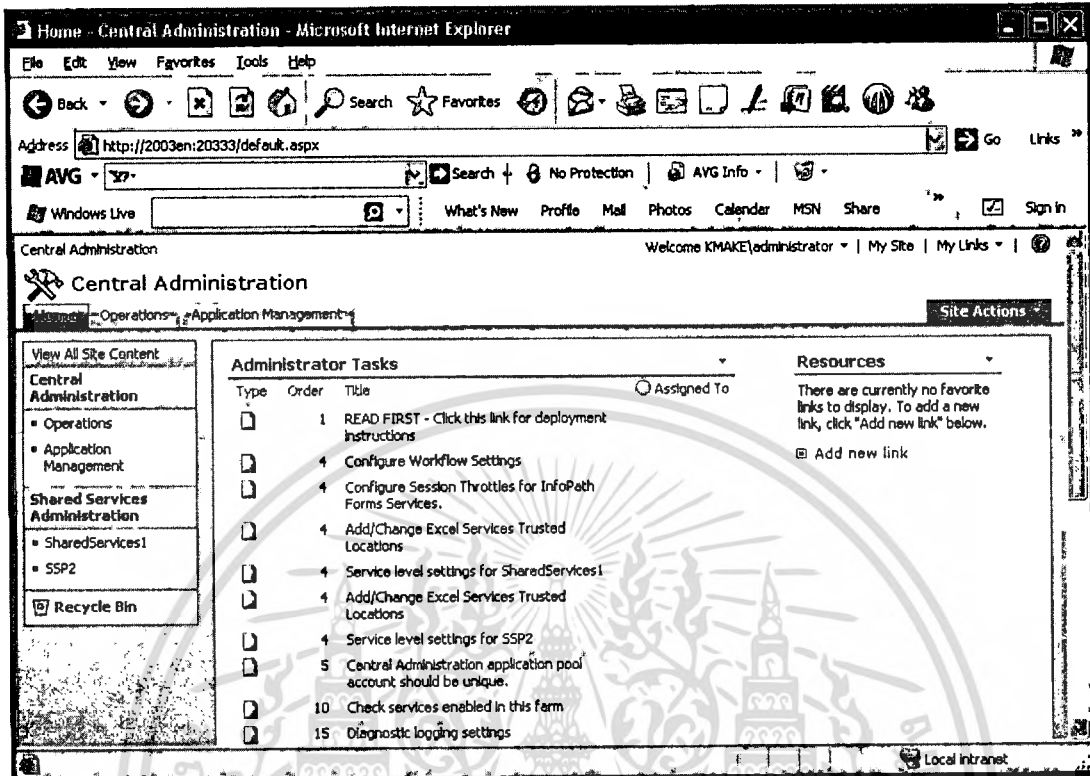 Home - Central Administration - Microsoft Internet Explorer
File Edit View Favorites Tools Help
Back Search Favorites
Address http://2003en:20333/default.aspx Go Links
AVG Search No Protection AVG Info
Windows Live What's New Profile Mail Photos Calendar MSN Share Sign in
Central Administration Welcome KMAKE\administrator | My Site | My Links |
Central Administration
Operations Application Management Site Actions
View All Site Content
Central Administration
Operations
Application Management
Shared Services Administration
SharedServices1
SSP2
Recycle Bin
Administrator Tasks
Type Order Title Assigned To
1 READ FIRST - Click this link for deployment instructions
4 Configure Workflow Settings
4 Configure Session Throttles for InfoPath Forms Services.
4 Add/Change Excel Services Trusted Locations
4 Service level settings for SharedServices1
4 Add/Change Excel Services Trusted Locations
4 Service level settings for SSP2
5 Central Administration application pool account should be unique.
10 Check services enabled in this farm
15 Diagnostic logging settings
Resources
There are currently no favorite
links to display. To add a new
link, click "Add new link" below.
Add new link
Local intranet